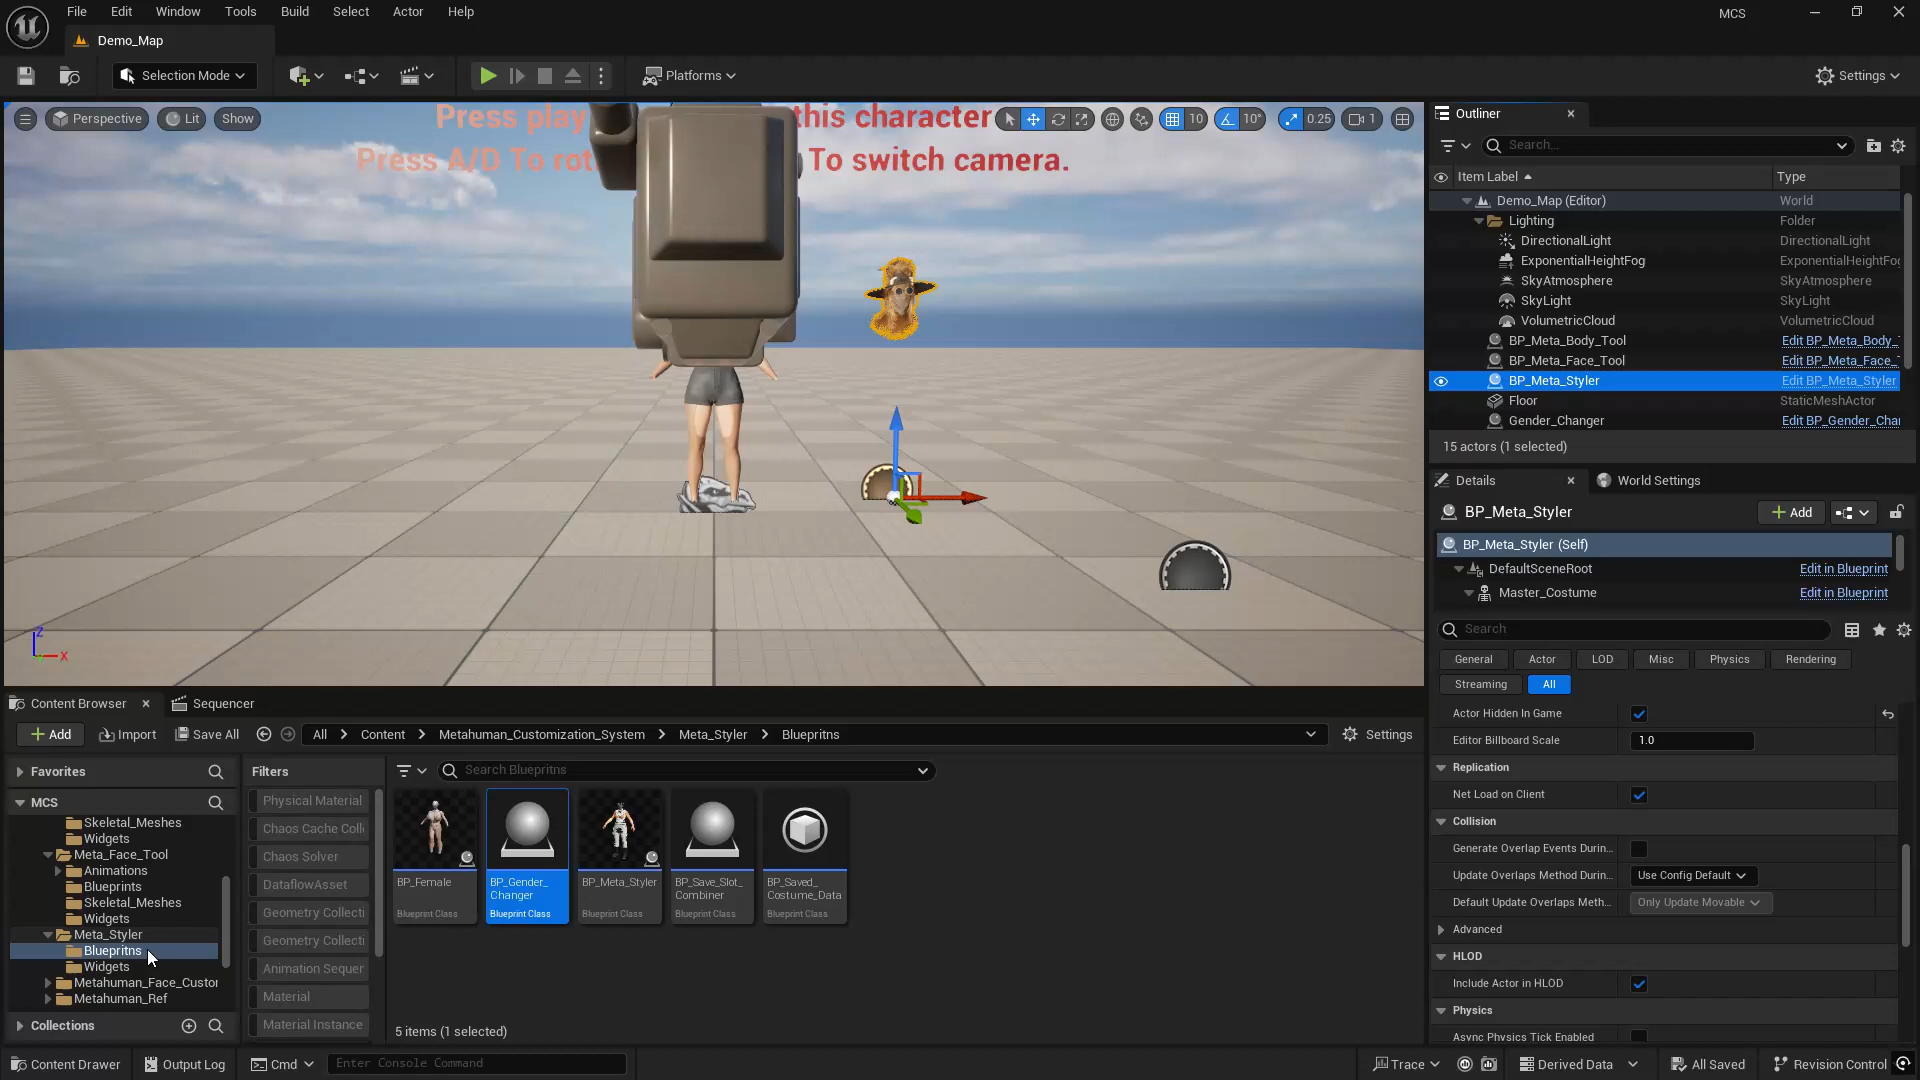 File Edit Window Tools Build Select Actor Help
MCS
Demo_Map
Selection Mode
Platforms
Settings
Perspective
Lit
Show
10
10°
0.25
1
Press play this character
Press A/D To rot To switch camera.
Z
X
Outliner
Search...
Item Label
Type
Demo_Map (Editor) World
Lighting Folder
DirectionalLight DirectionalLight
ExponentialHeightFog ExponentialHeightFog
SkyAtmosphere SkyAtmosphere
SkyLight SkyLight
VolumetricCloud VolumetricCloud
BP_Meta_Body_Tool Edit BP_Meta_Body_
BP_Meta_Face_Tool Edit BP_Meta_Face_
BP_Meta_Styler Edit BP_Meta_Styler
Floor StaticMeshActor
Gender_Changer Edit BP_Gender_Cha
15 actors (1 selected)
Details
World Settings
BP_Meta_Styler
Add
BP_Meta_Styler (Self)
DefaultSceneRoot Edit in Blueprint
Master_Costume Edit in Blueprint
Search
General Actor LOD Misc Physics Rendering
Streaming All
Actor Hidden In Game
Editor Billboard Scale 1.0
Replication
Net Load on Client
Collision
Generate Overlap Events Durin...
Update Overlaps Method Durin... Use Config Default
Default Update Overlaps Meth... Only Update Movable
Advanced
HLOD
Include Actor in HLOD
Physics
Async Physics Tick Enabled
Content Browser
Sequencer
Add Import Save All
All Content Metahuman_Customization_System Meta_Styler Bluepritns
Settings
Favorites
MCS
Skeletal_Meshes
Widgets
Meta_Face_Tool
Animations
Blueprints
Skeletal_Meshes
Widgets
Meta_Styler
Bluepritns
Widgets
Metahuman_Face_Custor
Metahuman_Ref
Collections
Filters
Physical Material
Chaos Cache Coll
Chaos Solver
DataflowAsset
Geometry Collecti
Geometry Collecti
Animation Sequer
Material
Material Instance
Search Bluepritns
BP_Female
Blueprint Class
BP_Gender_
Changer
Blueprint Class
BP_Meta_Styler
Blueprint Class
BP_Save_Slot_
Combiner
Blueprint Class
BP_Saved_
Costume_Data
Blueprint Class
5 items (1 selected)
Content Drawer
Output Log
Cmd
Enter Console Command
Trace
Derived Data
All Saved
Revision Control